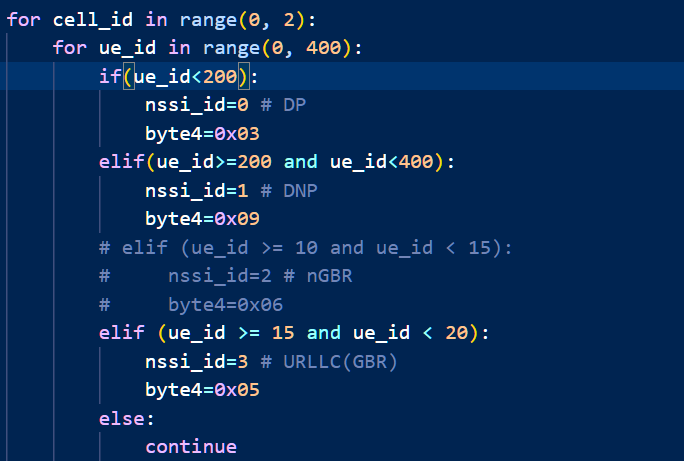 for cell_id in range(0, 2):
    for ue_id in range(0, 400):
        if(ue_id<200):
            nssi_id=0 # DP
            byte4=0x03
        elif(ue_id>=200 and ue_id<400):
            nssi_id=1 # DNP
            byte4=0x09
        # elif (ue_id >= 10 and ue_id < 15):
        #     nssi_id=2 # nGBR
        #     byte4=0x06
        elif (ue_id >= 15 and ue_id < 20):
            nssi_id=3 # URLLC(GBR)
            byte4=0x05
        else:
            continue